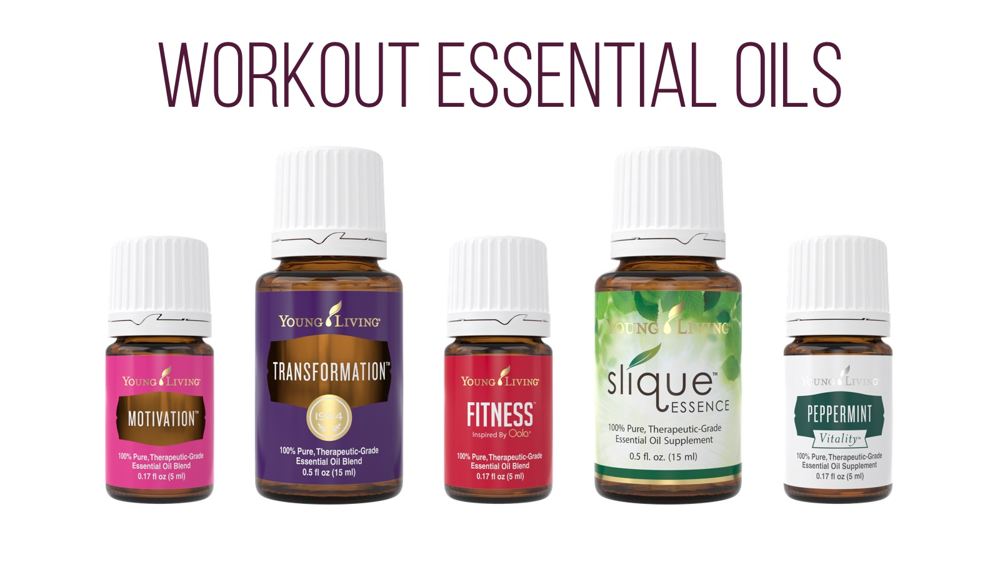 WORKOUT ESSENTIAL OILS
YOUNG LIVING®
MOTIVATION™
100% Pure, Therapeutic-Grade
Essential Oil Blend
0.17 fl oz (5 ml)
YOUNG LIVING®
TRANSFORMATION™
1994
100% Pure, Therapeutic-Grade
Essential Oil Blend
0.5 fl oz (15 ml)
YOUNG LIVING®
FITNESS™
Inspired By Oola®
100% Pure, Therapeutic-Grade
Essential Oil Blend
0.17 fl oz (5 ml)
YOUNG LIVING®
slique™
ESSENCE
100% Pure, Therapeutic-Grade
Essential Oil Supplement
0.5 fl. oz. (15 ml)
YOUNG LIVING®
PEPPERMINT
Vitality™
100% Pure, Therapeutic-Grade
Essential Oil Supplement
0.17 fl oz (5 ml)